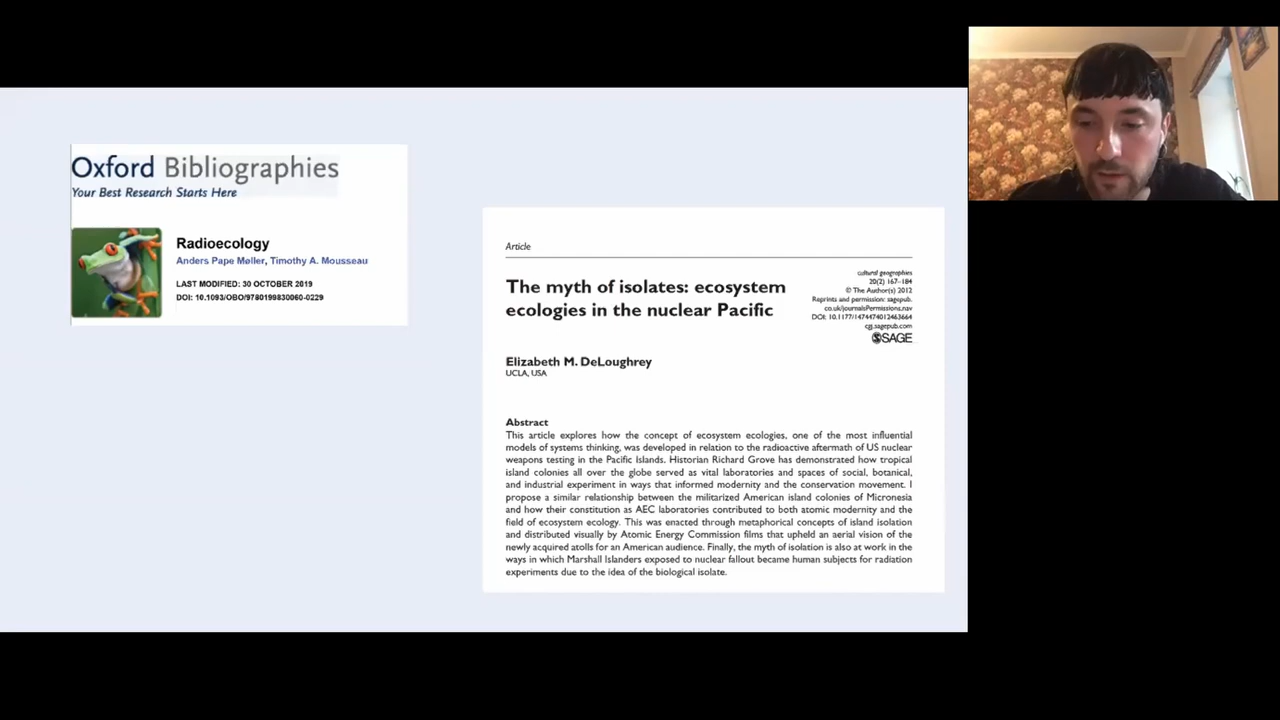 Oxford Bibliographies
Your Best Research Starts Here
Radioecology
Anders Pape Møller, Timothy A. Mousseau
LAST MODIFIED: 30 OCTOBER 2019
DOI: 10.1093/OBO/9780199830060-0229
Article
The myth of isolates: ecosystem
ecologies in the nuclear Pacific
cultural geographies
20(2) 167–184
© The Author(s) 2012
Reprints and permission: sagepub.
co.uk/journalsPermissions.nav
DOI: 10.1177/1474474012463664
cgj.sagepub.com
SAGE
Elizabeth M. DeLoughrey
UCLA, USA
Abstract
This article explores how the concept of ecosystem ecologies, one of the most influential
models of systems thinking, was developed in relation to the radioactive aftermath of US nuclear
weapons testing in the Pacific Islands. Historian Richard Grove has demonstrated how tropical
island colonies all over the globe served as vital laboratories and spaces of social, botanical,
and industrial experiment in ways that informed modernity and the conservation movement. I
propose a similar relationship between the militarized American island colonies of Micronesia
and how their constitution as AEC laboratories contributed to both atomic modernity and the
field of ecosystem ecology. This was enacted through metaphorical concepts of island isolation
and distributed visually by Atomic Energy Commission films that upheld an aerial vision of the
newly acquired atolls for an American audience. Finally, the myth of isolation is also at work in the
ways in which Marshall Islanders exposed to nuclear fallout became human subjects for radiation
experiments due to the idea of the biological isolate.